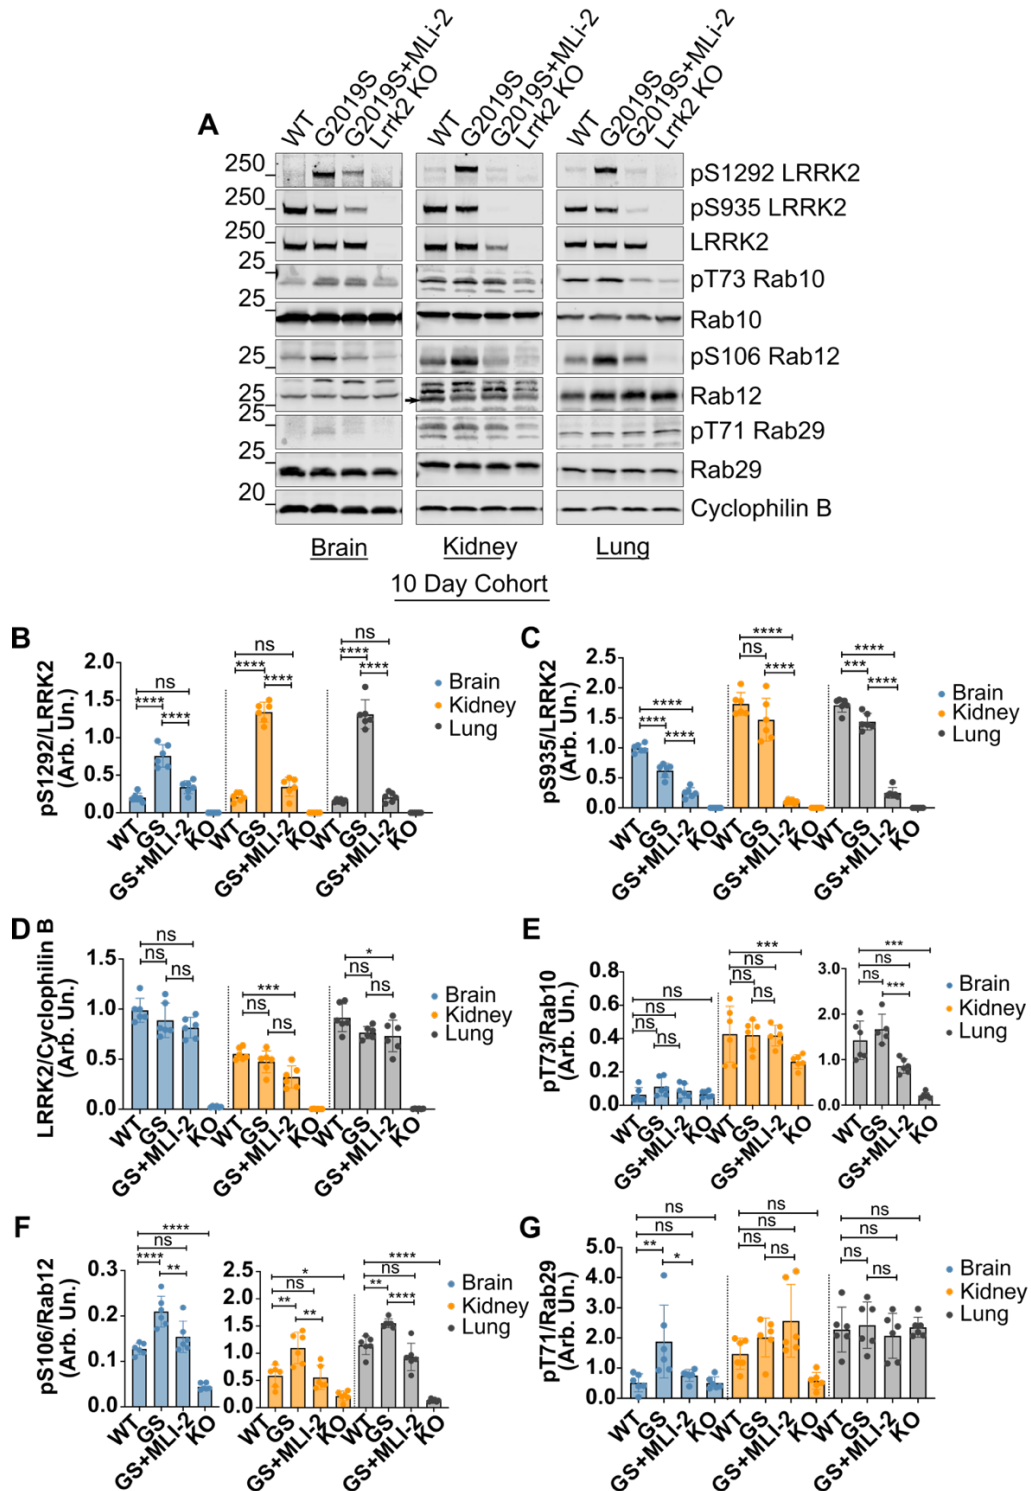 A
WT
G2019S
G2019S+MLi-2
Lrrk2 KO
WT
G2019S
G2019S+MLi-2
Lrrk2 KO
WT
G2019S
G2019S+MLi-2
Lrrk2 KO
250 pS1292 LRRK2
250 pS935 LRRK2
250 LRRK2
25 pT73 Rab10
25 Rab10
25 pS106 Rab12
25 Rab12
25 pT71 Rab29
25 Rab29
20 Cyclophilin B
Brain Kidney Lung
10 Day Cohort
B
pS1292/LRRK2
(Arb. Un.)
2.0
1.5
1.0
0.5
0.0
ns
****
****
ns
****
****
ns
****
****
Brain
Kidney
Lung
WT GS GS+MLI-2 KO WT GS GS+MLI-2 KO WT GS GS+MLI-2 KO
C
pS935/LRRK2
(Arb. Un.)
2.5
2.0
1.5
1.0
0.5
0.0
****
****
****
****
ns
****
****
***
****
Brain
Kidney
Lung
WT GS GS+MLI-2 KO WT GS GS+MLI-2 KO WT GS GS+MLI-2 KO
D
LRRK2/Cyclophilin B
(Arb. Un.)
1.5
1.0
0.5
0.0
ns
ns
ns
***
ns
ns
*
ns
ns
Brain
Kidney
Lung
WT GS GS+MLI-2 KO WT GS GS+MLI-2 KO WT GS GS+MLI-2 KO
E
pT73/Rab10
(Arb. Un.)
0.8
0.6
0.4
0.2
0.0
ns
ns
ns
ns
***
ns
ns
ns
3.0
2.0
1.0
0.0
***
ns
ns
***
Brain
Kidney
Lung
WT GS GS+MLI-2 KO WT GS GS+MLI-2 KO WT GS GS+MLI-2 KO
F
pS106/Rab12
(Arb. Un.)
0.3
0.2
0.1
0.0
****
ns
****
**
2.5
2.0
1.5
1.0
0.5
0.0
*
ns
**
**
****
ns
**
****
Brain
Kidney
Lung
WT GS GS+MLI-2 KO WT GS GS+MLI-2 KO WT GS GS+MLI-2 KO
G
pT71/Rab29
(Arb. Un.)
5.0
4.0
3.0
2.0
1.0
0.0
ns
ns
**
*
ns
ns
ns
ns
ns
ns
ns
ns
Brain
Kidney
Lung
WT GS GS+MLI-2 KO WT GS GS+MLI-2 KO WT GS GS+MLI-2 KO